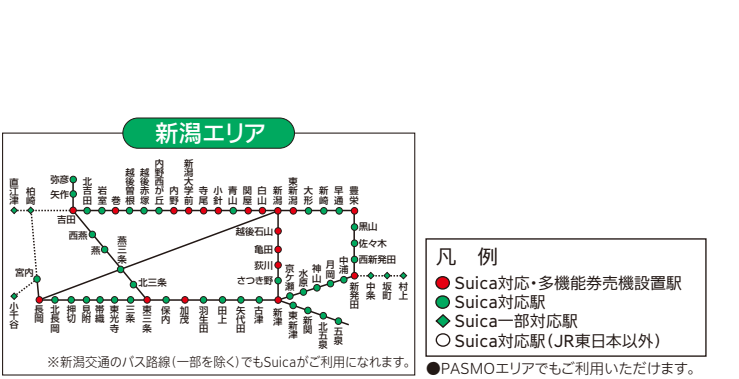 新潟エリア
直江津
柏崎
弥彦
矢作
吉田
北吉田
岩室
巻
越後曽根
越後赤塚
内野西が丘
内野
新潟大学前
寺尾
小針
青山
関屋
白山
新潟
東新潟
大形
新崎
早通
豊栄
黒山
佐々木
西新発田
新発田
中条
坂町
村上
西燕
燕
燕三条
北三条
越後石山
亀田
荻川
さつき野
京ケ瀬
水原
神山
月岡
中浦
宮内
小千谷
長岡
北長岡
押切
見附
帯織
東光寺
三条
東三条
保内
加茂
羽生田
田上
矢代田
古津
新津
東新津
新関
北五泉
五泉
※新潟交通のバス路線（一部を除く）でもSuicaがご利用になれます。
凡 例
Suica対応・多機能券売機設置駅
Suica対応駅
Suica一部対応駅
Suica対応駅（JR東日本以外）
●PASMOエリアでもご利用いただけます。